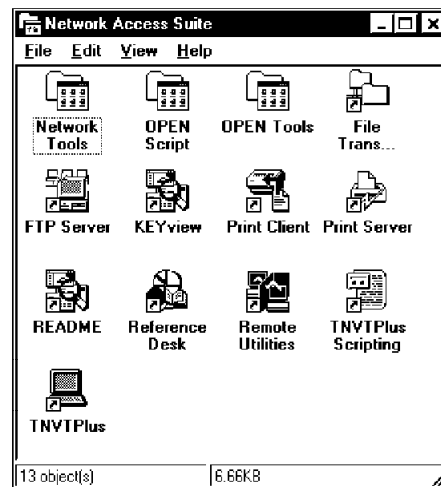 Network Access Suite
File Edit View Help
Network Tools
OPEN Script
OPEN Tools
File Trans...
FTP Server
KEYview
Print Client
Print Server
README
Reference Desk
Remote Utilities
TNVTPlus Scripting
TNVTPlus
13 object(s) 6.66KB